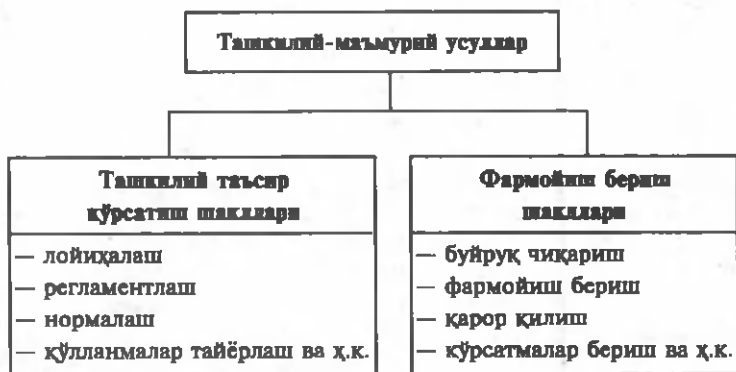 Ташкилий-маъмурий усуллар
Ташкилий таъсир
кўрсатиш шакллари
— лойиҳалаш
— регламентлаш
— нормалаш
— қўлланмалар тайёрлаш ва ҳ.к.
Фармойиш бериш
шакллари
— буйруқ чиқариш
— фармойиш бериш
— қарор қилиш
— кўрсатмалар бериш ва ҳ.к.